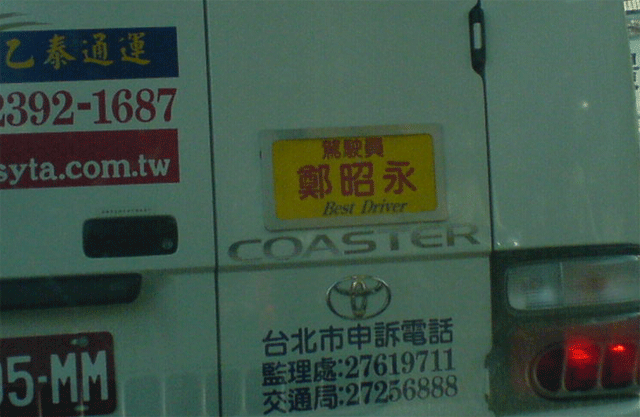 乙泰通運
2392-1687
syta.com.tw
駕駛員
鄭昭永
Best Driver
COASTER
台北市申訴電話
監理處:27619711
交通局:27256888
05-MM